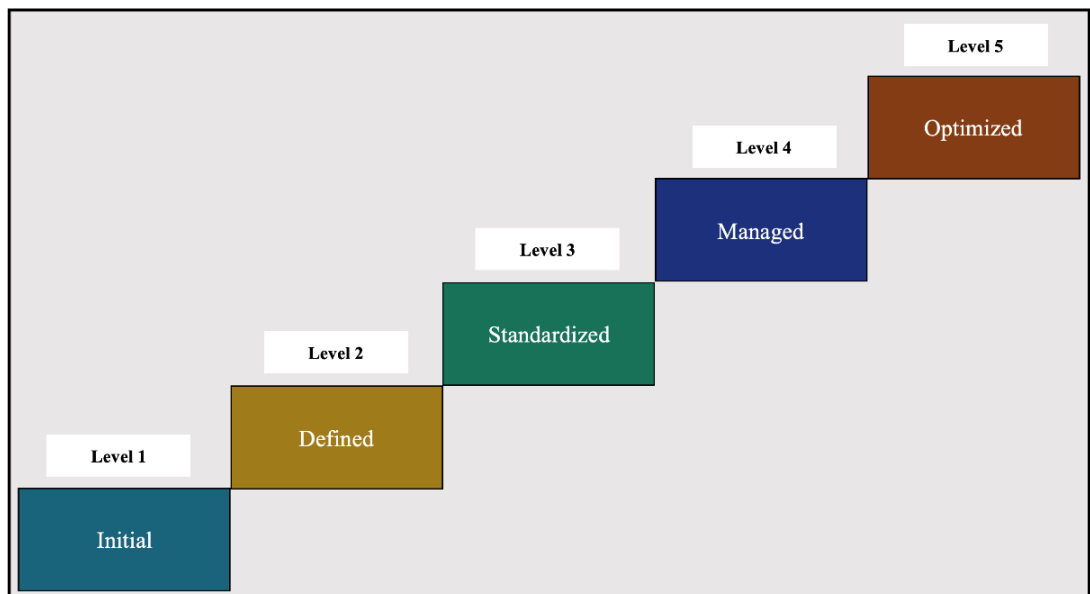 Level 5
Optimized
Level 4
Managed
Level 3
Standardized
Level 2
Defined
Level 1
Initial